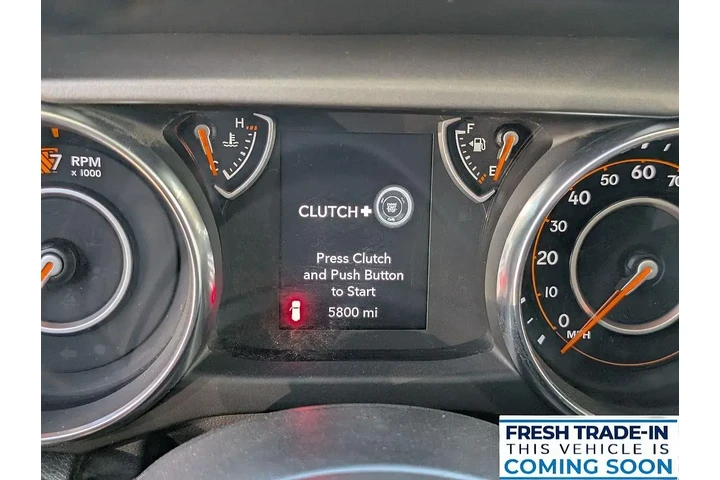 H
C
F
E
7
RPM
x 1000
CLUTCH+
Press Clutch
and Push Button
to Start
5800 mi
0
10
20
30
40
50
60
70
MPH
FRESH TRADE-IN
THIS VEHICLE IS
COMING SOON